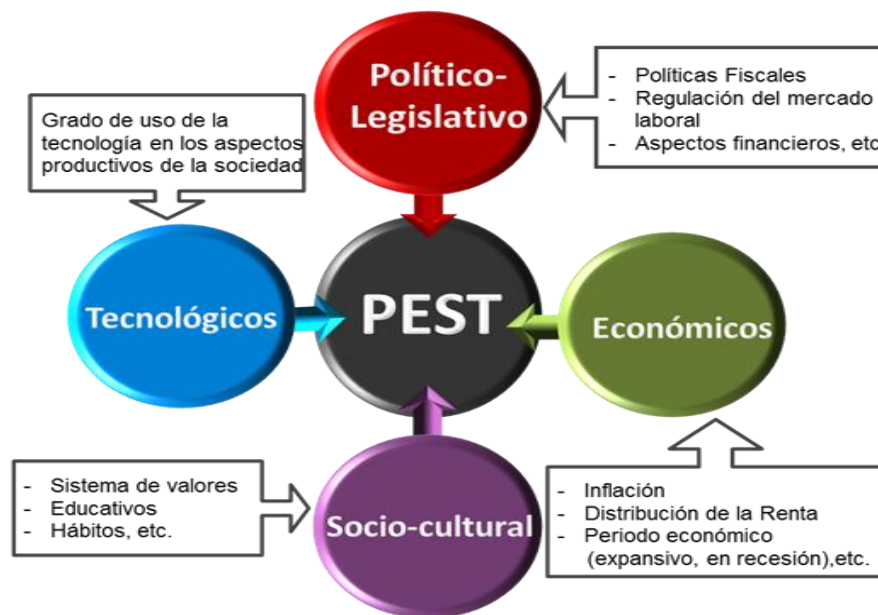 Político-
Legislativo
- Políticas Fiscales
- Regulación del mercado
laboral
- Aspectos financieros, etc
Grado de uso de la
tecnología en los aspectos
productivos de la sociedad
Tecnológicos
PEST
Económicos
- Sistema de valores
- Educativos
- Hábitos, etc.
Socio-cultural
- Inflación
- Distribución de la Renta
- Periodo económico
(expansivo, en recesión),etc.